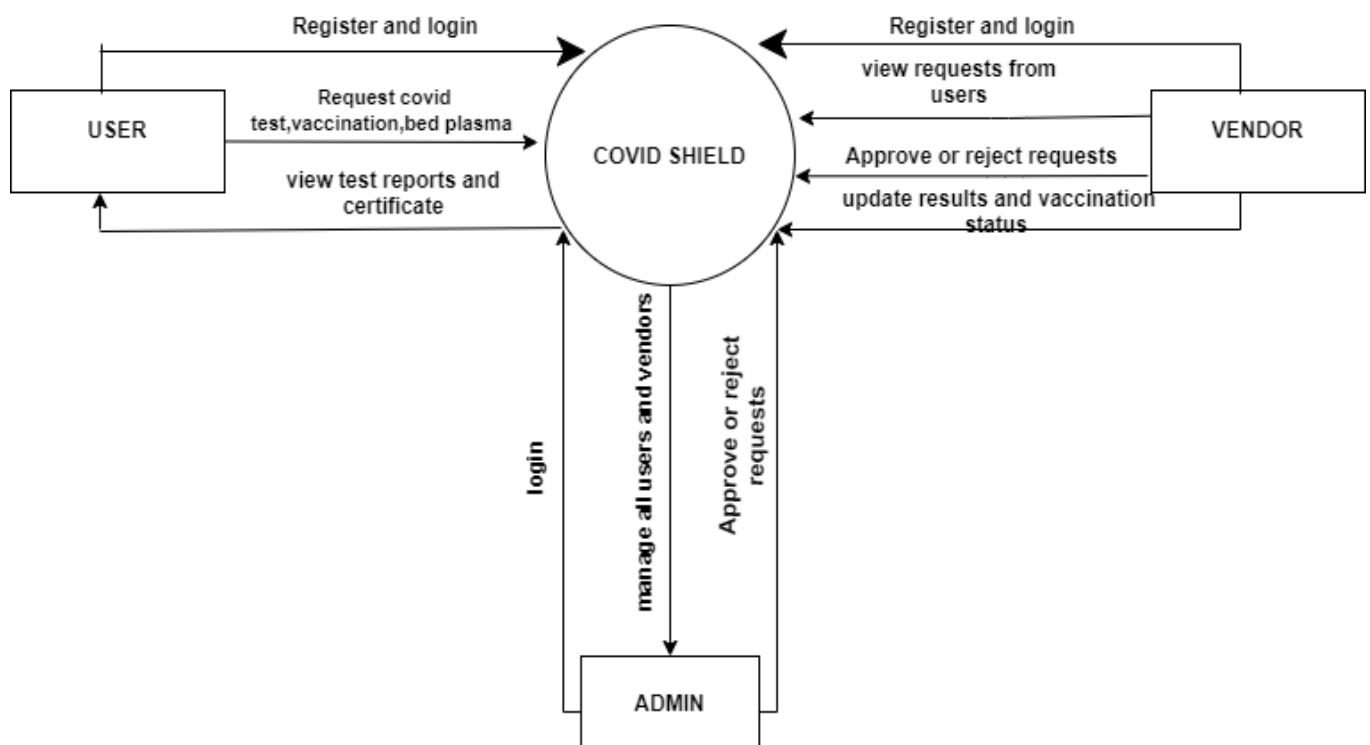 Register and login
Register and login
USER
Request covid
test,vaccination,bed plasma
view test reports and
certificate
COVID SHIELD
view requests from
users
VENDOR
Approve or reject requests
update results and vaccination
status
login
manage all users and vendors
Approve or reject
requests
ADMIN